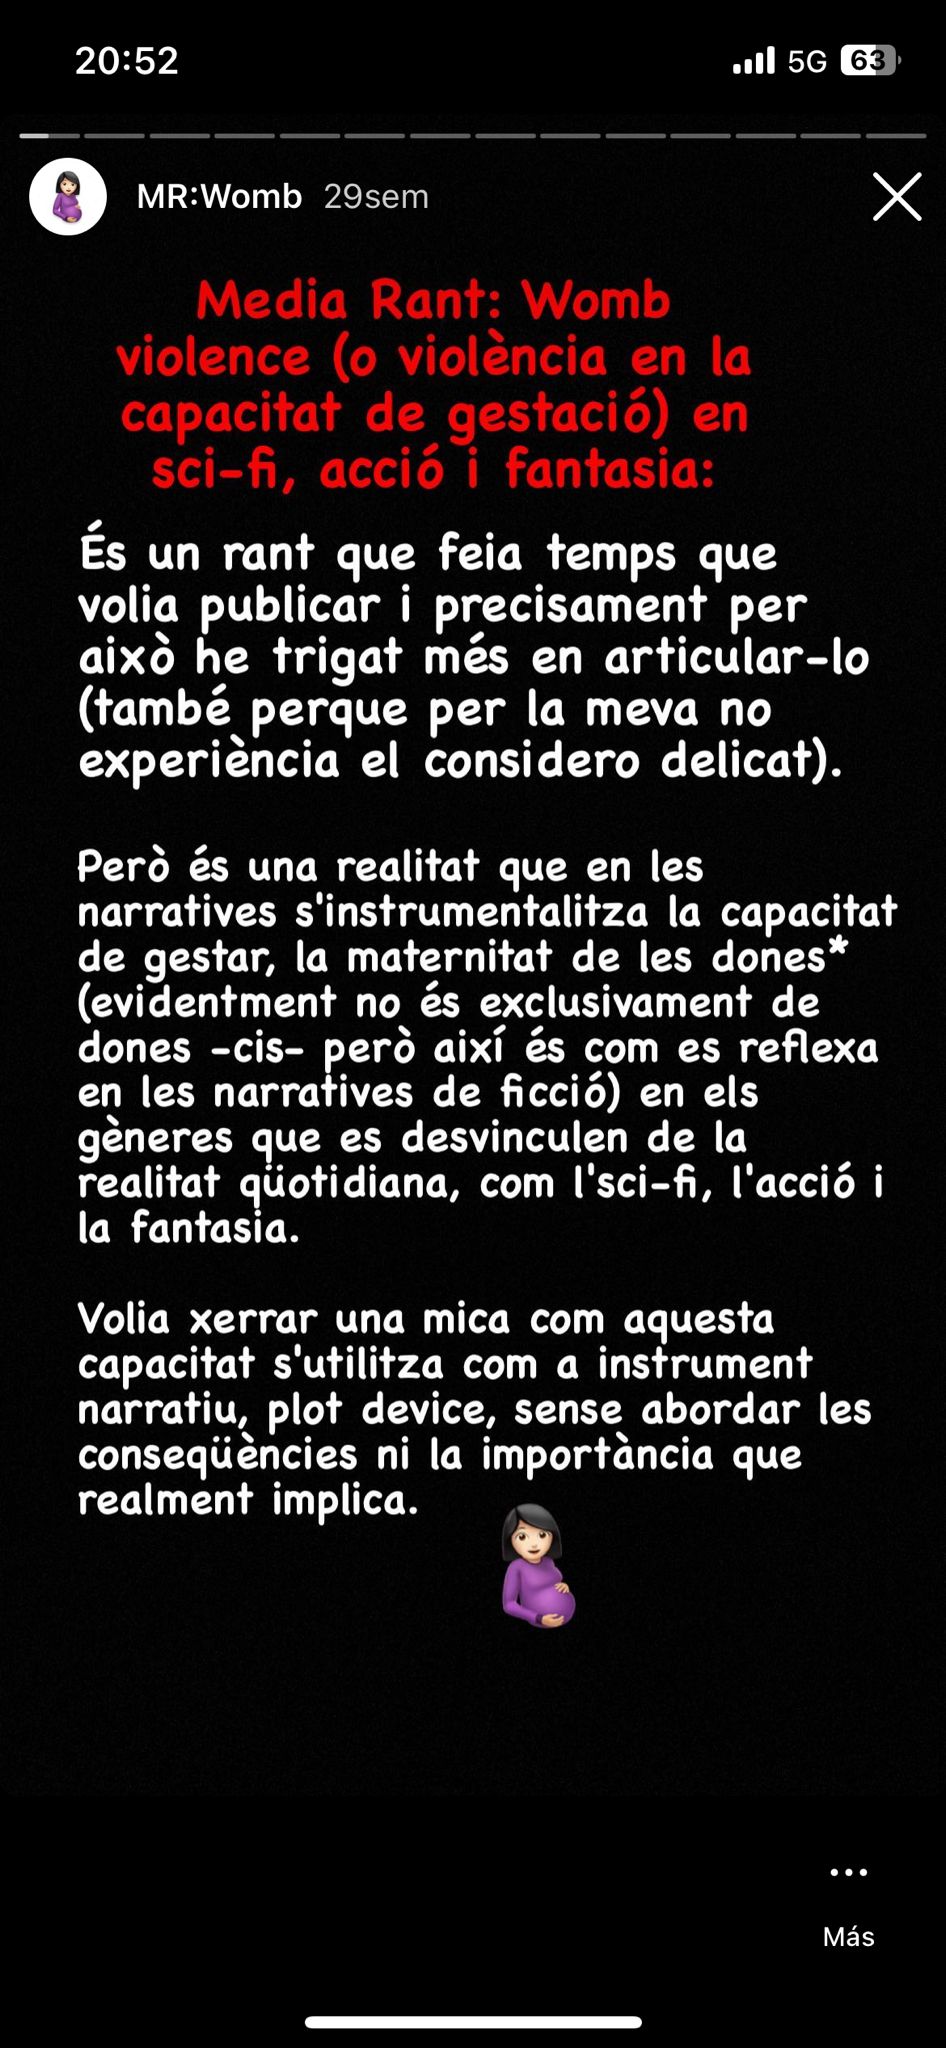 20:52
5G 63
MR:Womb 29sem
Media Rant: Womb
violence (o violència en la
capacitat de gestació) en
sci-fi, acció i fantasia:
És un rant que feia temps que
volia publicar i precisament per
això he trigat més en articular-lo
(també perque per la meva no
experiència el considero delicat).
Però és una realitat que en les
narratives s'instrumentalitza la capacitat
de gestar, la maternitat de les dones*
(evidentment no és exclusivament de
dones -cis- però així és com es reflexa
en les narratives de ficció) en els
gèneres que es desvinculen de la
realitat qüotidiana, com l'sci-fi, l'acció i
la fantasia.
Volia xerrar una mica com aquesta
capacitat s'utilitza com a instrument
narratiu, plot device, sense abordar les
conseqüències ni la importància que
realment implica.
Más